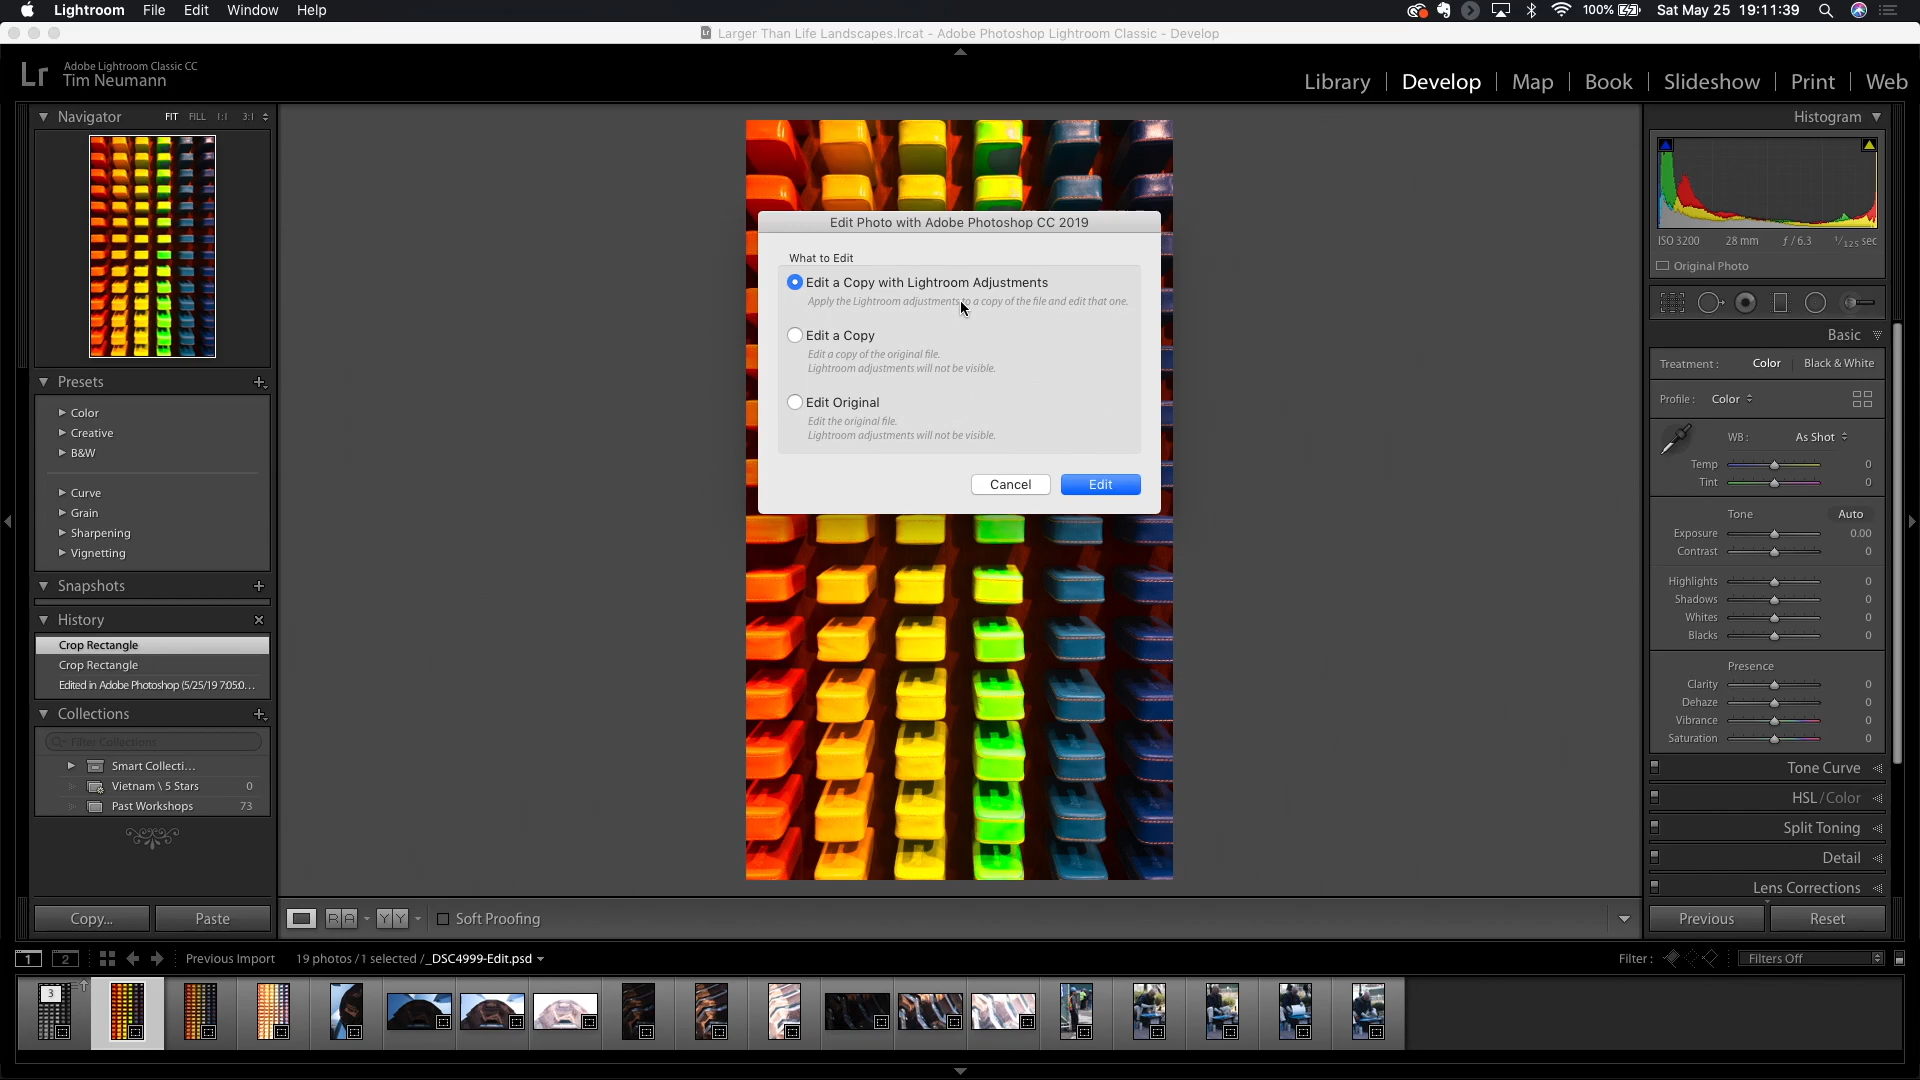 Lightroom File Edit Window Help
100% Sat May 25 19:11:39
Larger Than Life Landscapes.lrcat - Adobe Photoshop Lightroom Classic - Develop
Lr Adobe Lightroom Classic CC
Tim Neumann
Library Develop Map Book Slideshow Print Web
Navigator FIT FILL 1:1 3:1
Presets
Color
Creative
B&W
Curve
Grain
Sharpening
Vignetting
Snapshots
History
Crop Rectangle
Crop Rectangle
Edited in Adobe Photoshop (5/25/19 7:05:0...
Collections
Filter Collections
Smart Collecti...
Vietnam \ 5 Stars 0
Past Workshops 73
Copy... Paste
Edit Photo with Adobe Photoshop CC 2019
What to Edit
Edit a Copy with Lightroom Adjustments
Apply the Lightroom adjustments to a copy of the file and edit that one.
Edit a Copy
Edit a copy of the original file.
Lightroom adjustments will not be visible.
Edit Original
Edit the original file.
Lightroom adjustments will not be visible.
Cancel Edit
Histogram
ISO 3200 28 mm ƒ / 6.3 1/125 sec
Original Photo
Basic
Treatment : Color Black & White
Profile : Color
WB : As Shot
Temp 0
Tint 0
Tone Auto
Exposure 0.00
Contrast 0
Highlights 0
Shadows 0
Whites 0
Blacks 0
Presence
Clarity 0
Dehaze 0
Vibrance 0
Saturation 0
Tone Curve
HSL / Color
Split Toning
Detail
Lens Corrections
Previous Reset
R A Y Y Soft Proofing
1 2 Previous Import 19 photos / 1 selected / _DSC4999-Edit.psd
Filter : Filters Off
3